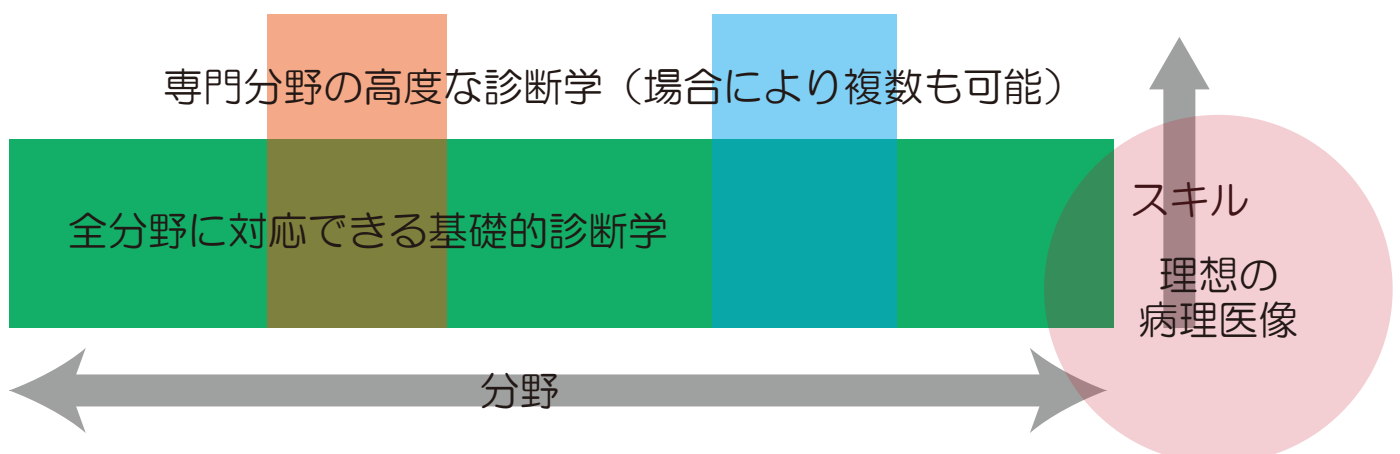 専門分野の高度な診断学（場合により複数も可能）
全分野に対応できる基礎的診断学
スキル
理想の
病理医像
分野